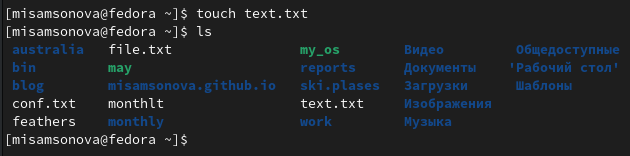 [misamsonova@fedora ~]$ touch text.txt
[misamsonova@fedora ~]$ ls
australia file.txt my_os Видео Общедоступные
bin may reports Документы 'Рабочий стол'
blog misamsonova.github.io ski.plases Загрузки Шаблоны
conf.txt monthlt text.txt Изображения
feathers monthly work Музыка
[misamsonova@fedora ~]$